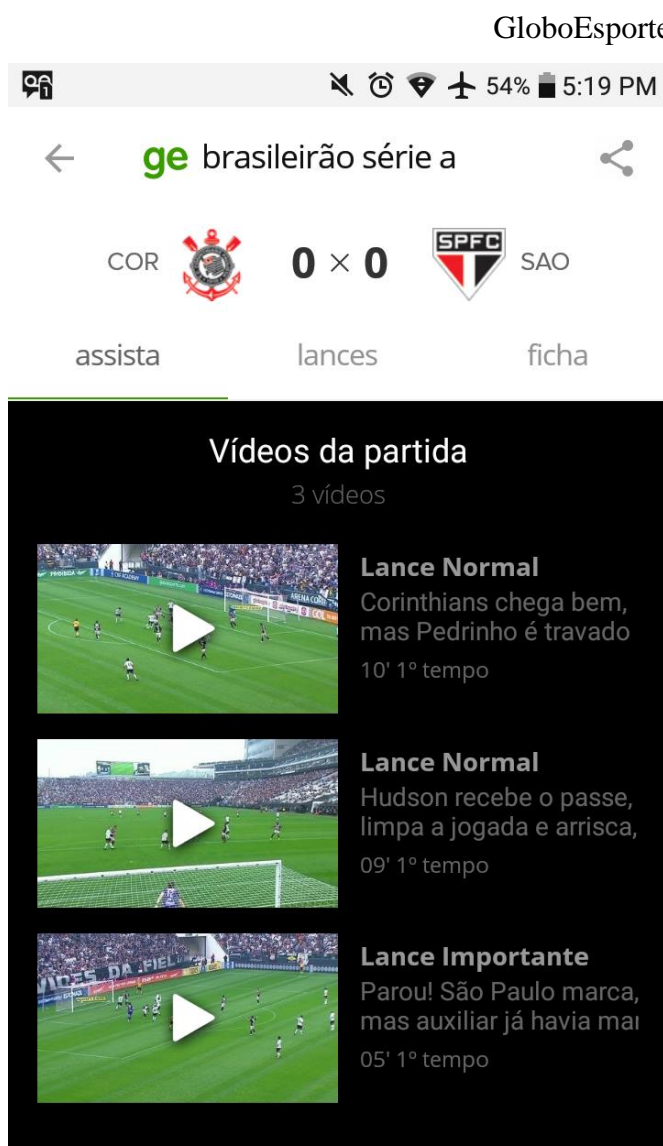 GloboEsporte
54% 5:19 PM
ge brasileirão série a
COR 0 × 0 SPFC SAO
assista lances ficha
Vídeos da partida
3 vídeos
Lance Normal
Corinthians chega bem,
mas Pedrinho é travado
10' 1º tempo
Lance Normal
Hudson recebe o passe,
limpa a jogada e arrisca,
09' 1º tempo
Lance Importante
Parou! São Paulo marca,
mas auxiliar já havia mar
05' 1º tempo